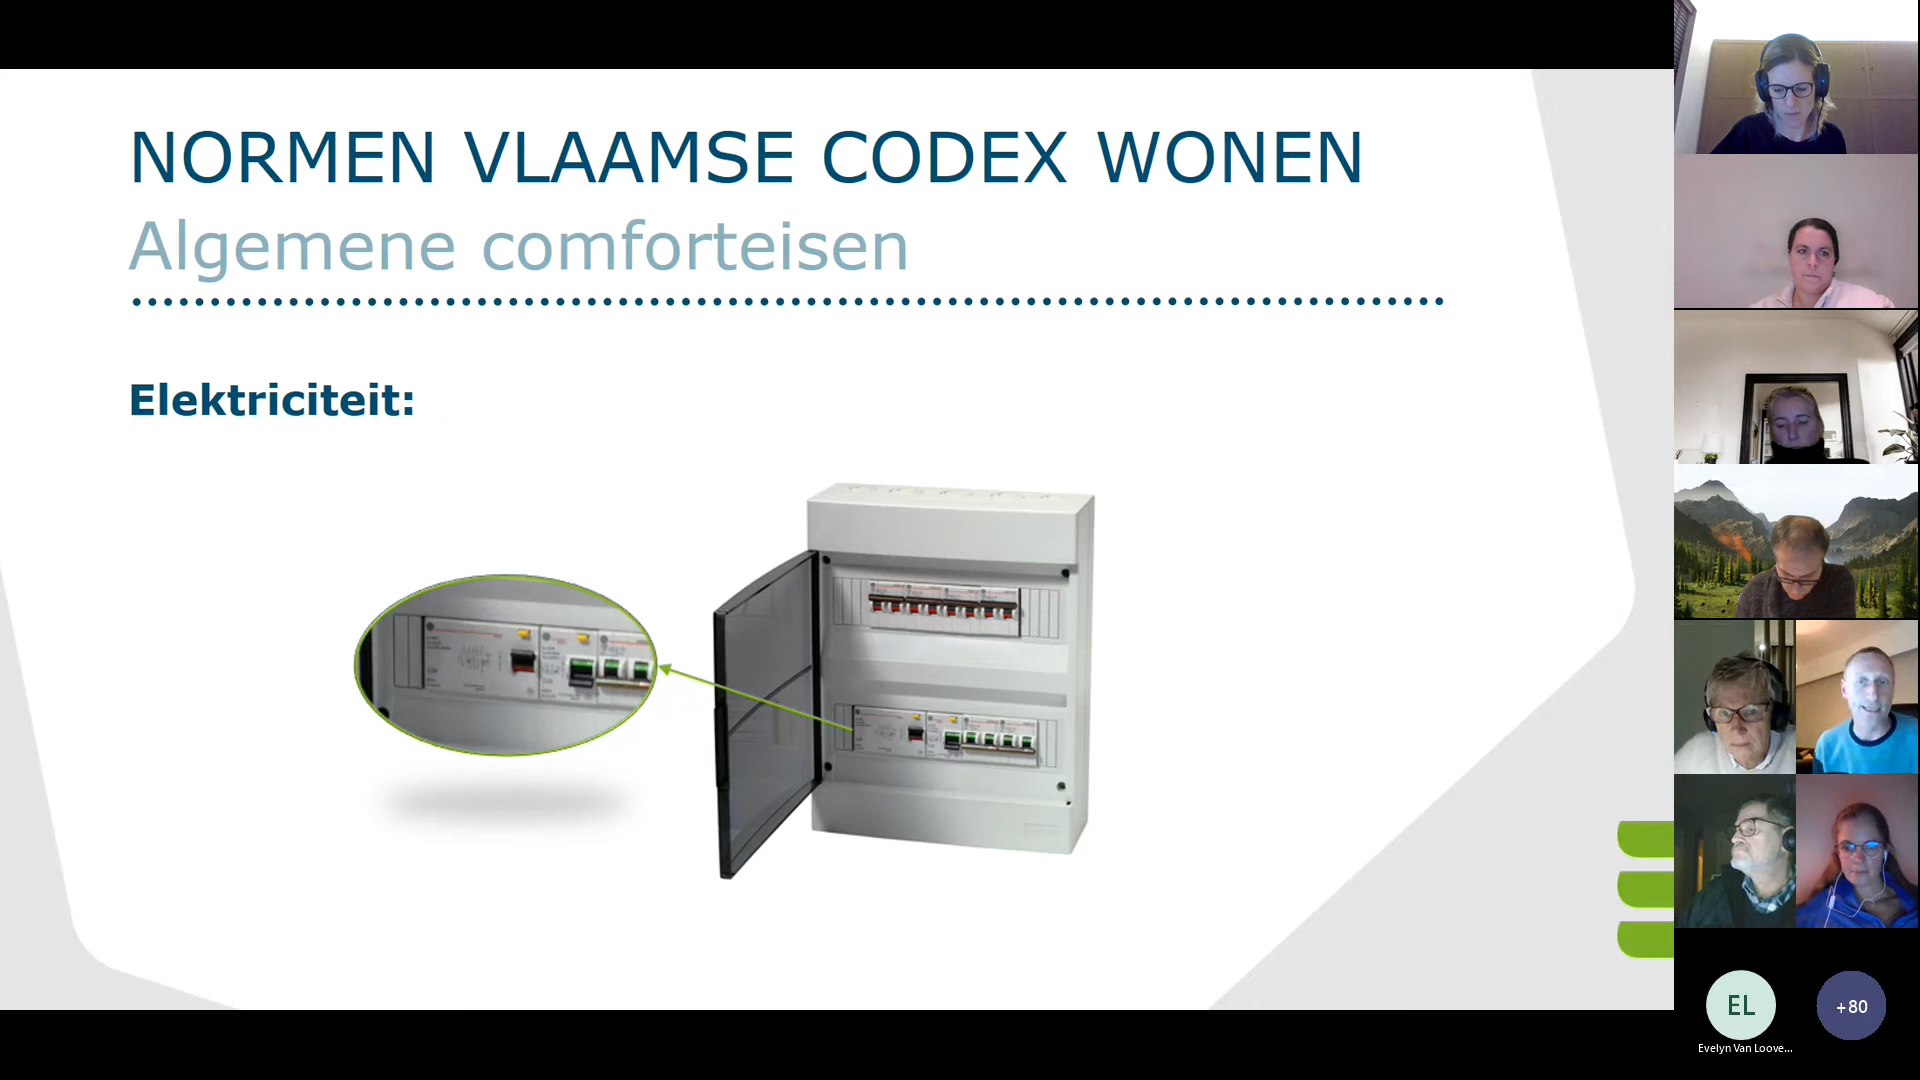 NORMEN VLAAMSE CODEX WONEN
Algemene comforteisen
Elektriciteit:
EL
+80
Evelyn Van Loove...